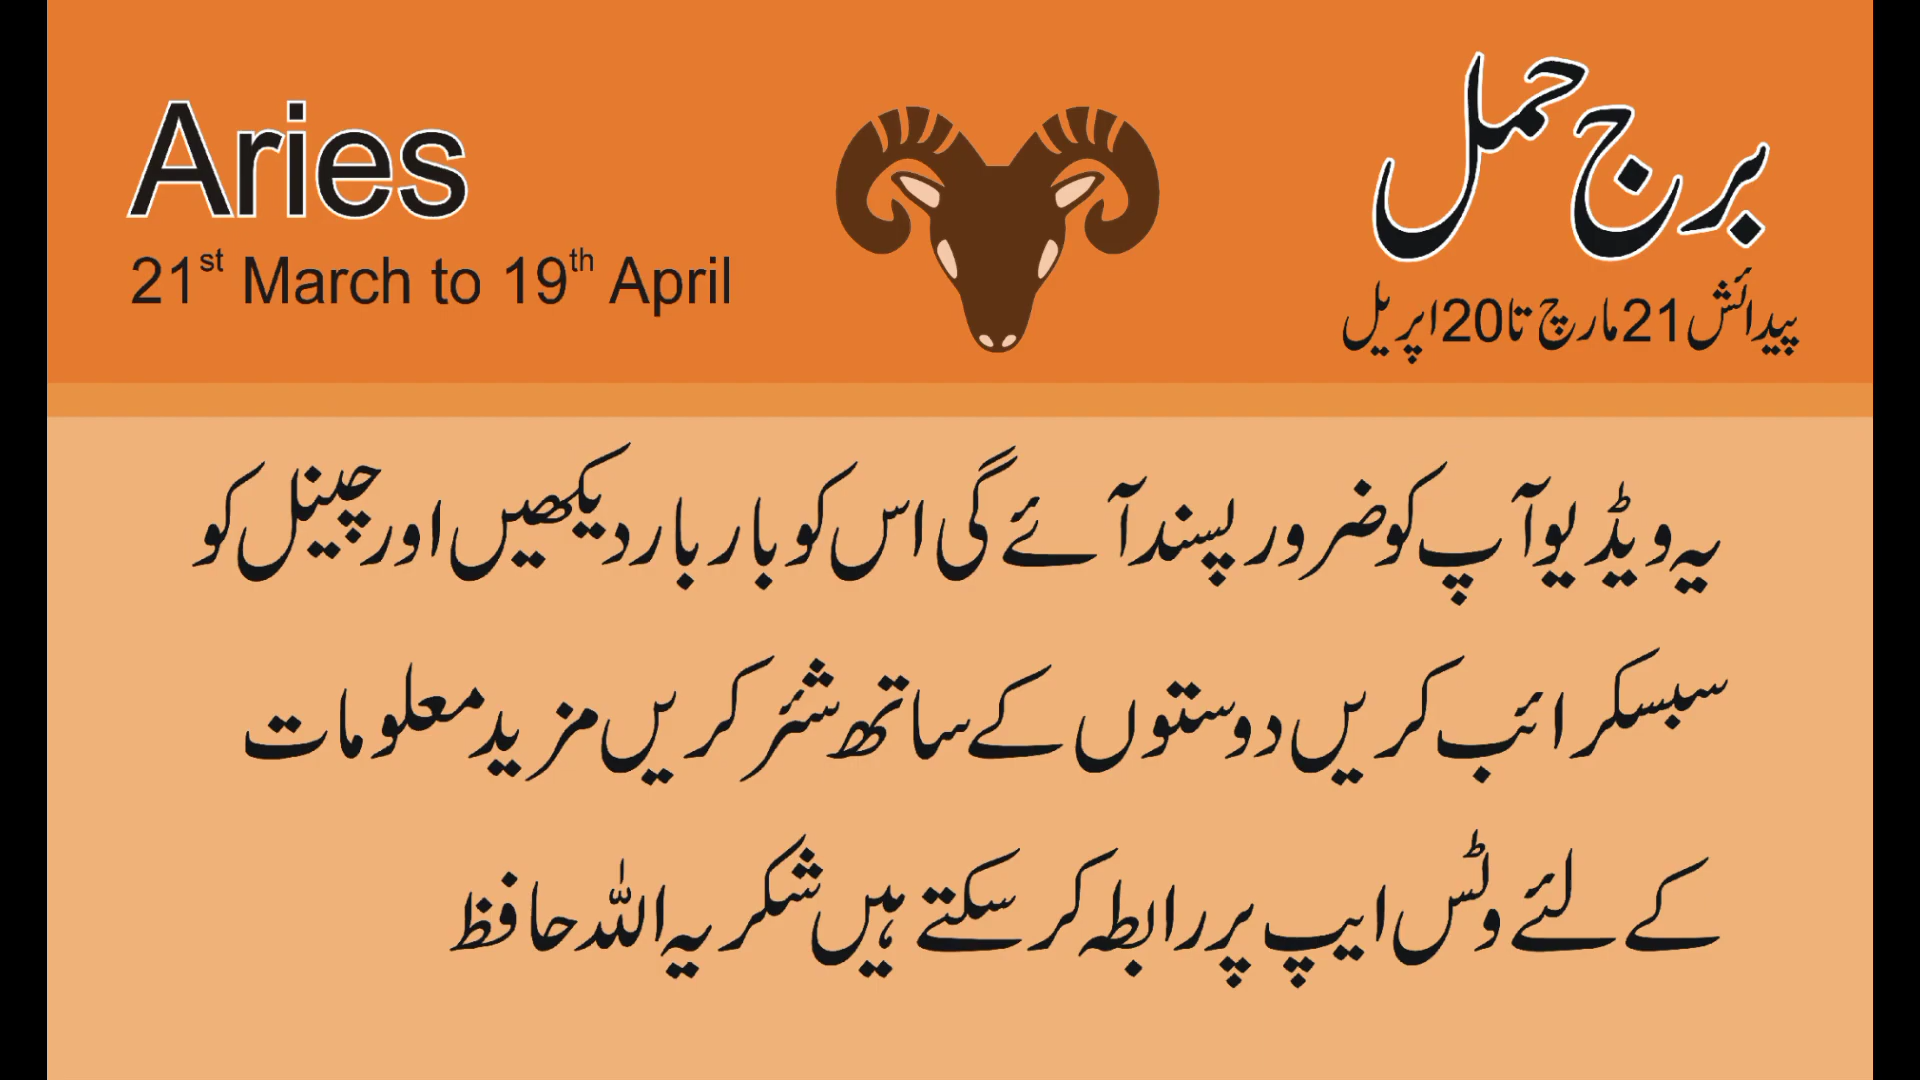 Aries
21st March to 19th April
برج حمل
پیدائش 21 مارچ تا 20 اپریل
یہ ویڈیو آپ کو ضرور پسند آئے گی اس کو بار بار دیکھیں اور چینل کو
سبسکرائب کریں دوستوں کے ساتھ شئر کریں مزید معلومات
کے لئے وٹس ایپ پر رابطہ کر سکتے ہیں شکریہ اللہ حافظ